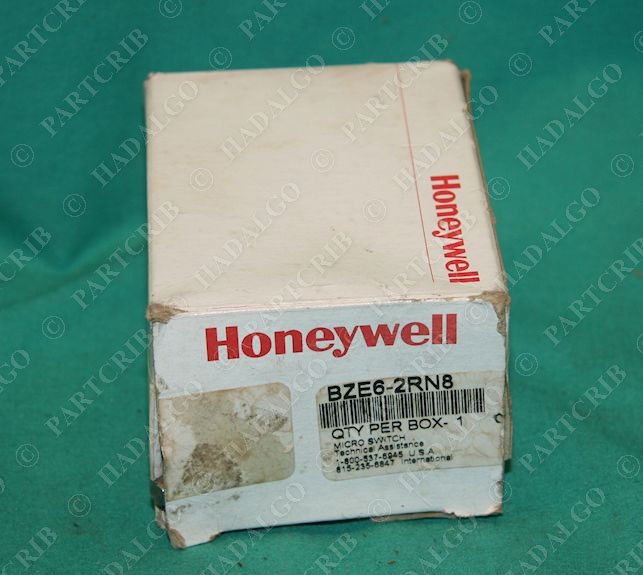 Honeywell
Honeywell
BZE6-2RN8
QTY PER BOX- 1
MICRO SWITCH
Technical Assistance
1-800-537-6945 U.S.A.
815-235-6847 International
© PARTCRIB © HADALGO